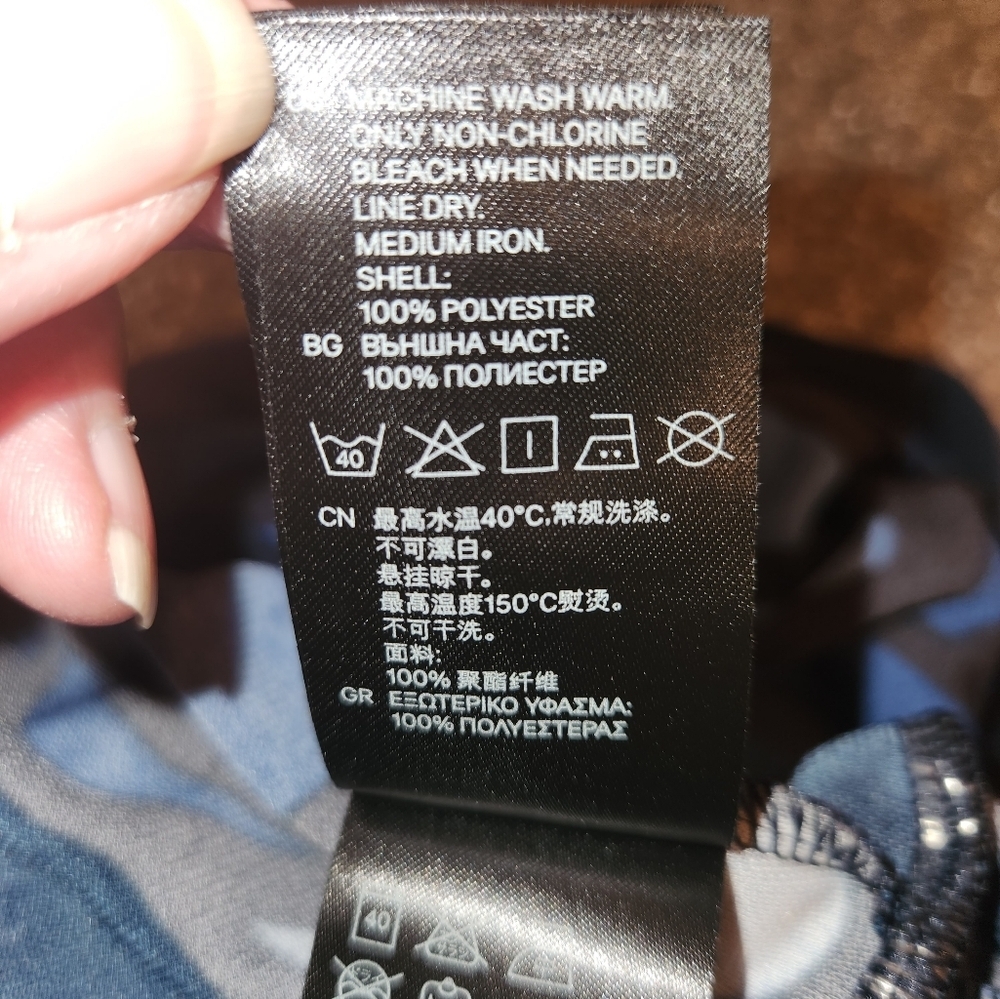 MACHINE WASH WARM.
ONLY NON-CHLORINE
BLEACH WHEN NEEDED.
LINE DRY.
MEDIUM IRON.
SHELL:
100% POLYESTER
BG ВЪНШНА ЧАСТ:
100% ПОЛИЕСТЕР
40
CN 最高水温40°C,常规洗涤。
不可漂白。
悬挂晾干。
最高温度150°C熨烫。
不可干洗。
面料:
100% 聚酯纤维
GR ΕΞΩΤΕΡΙΚΟ ΥΦΑΣΜΑ:
100% ΠΟΛΥΕΣΤΕΡΑΣ
40